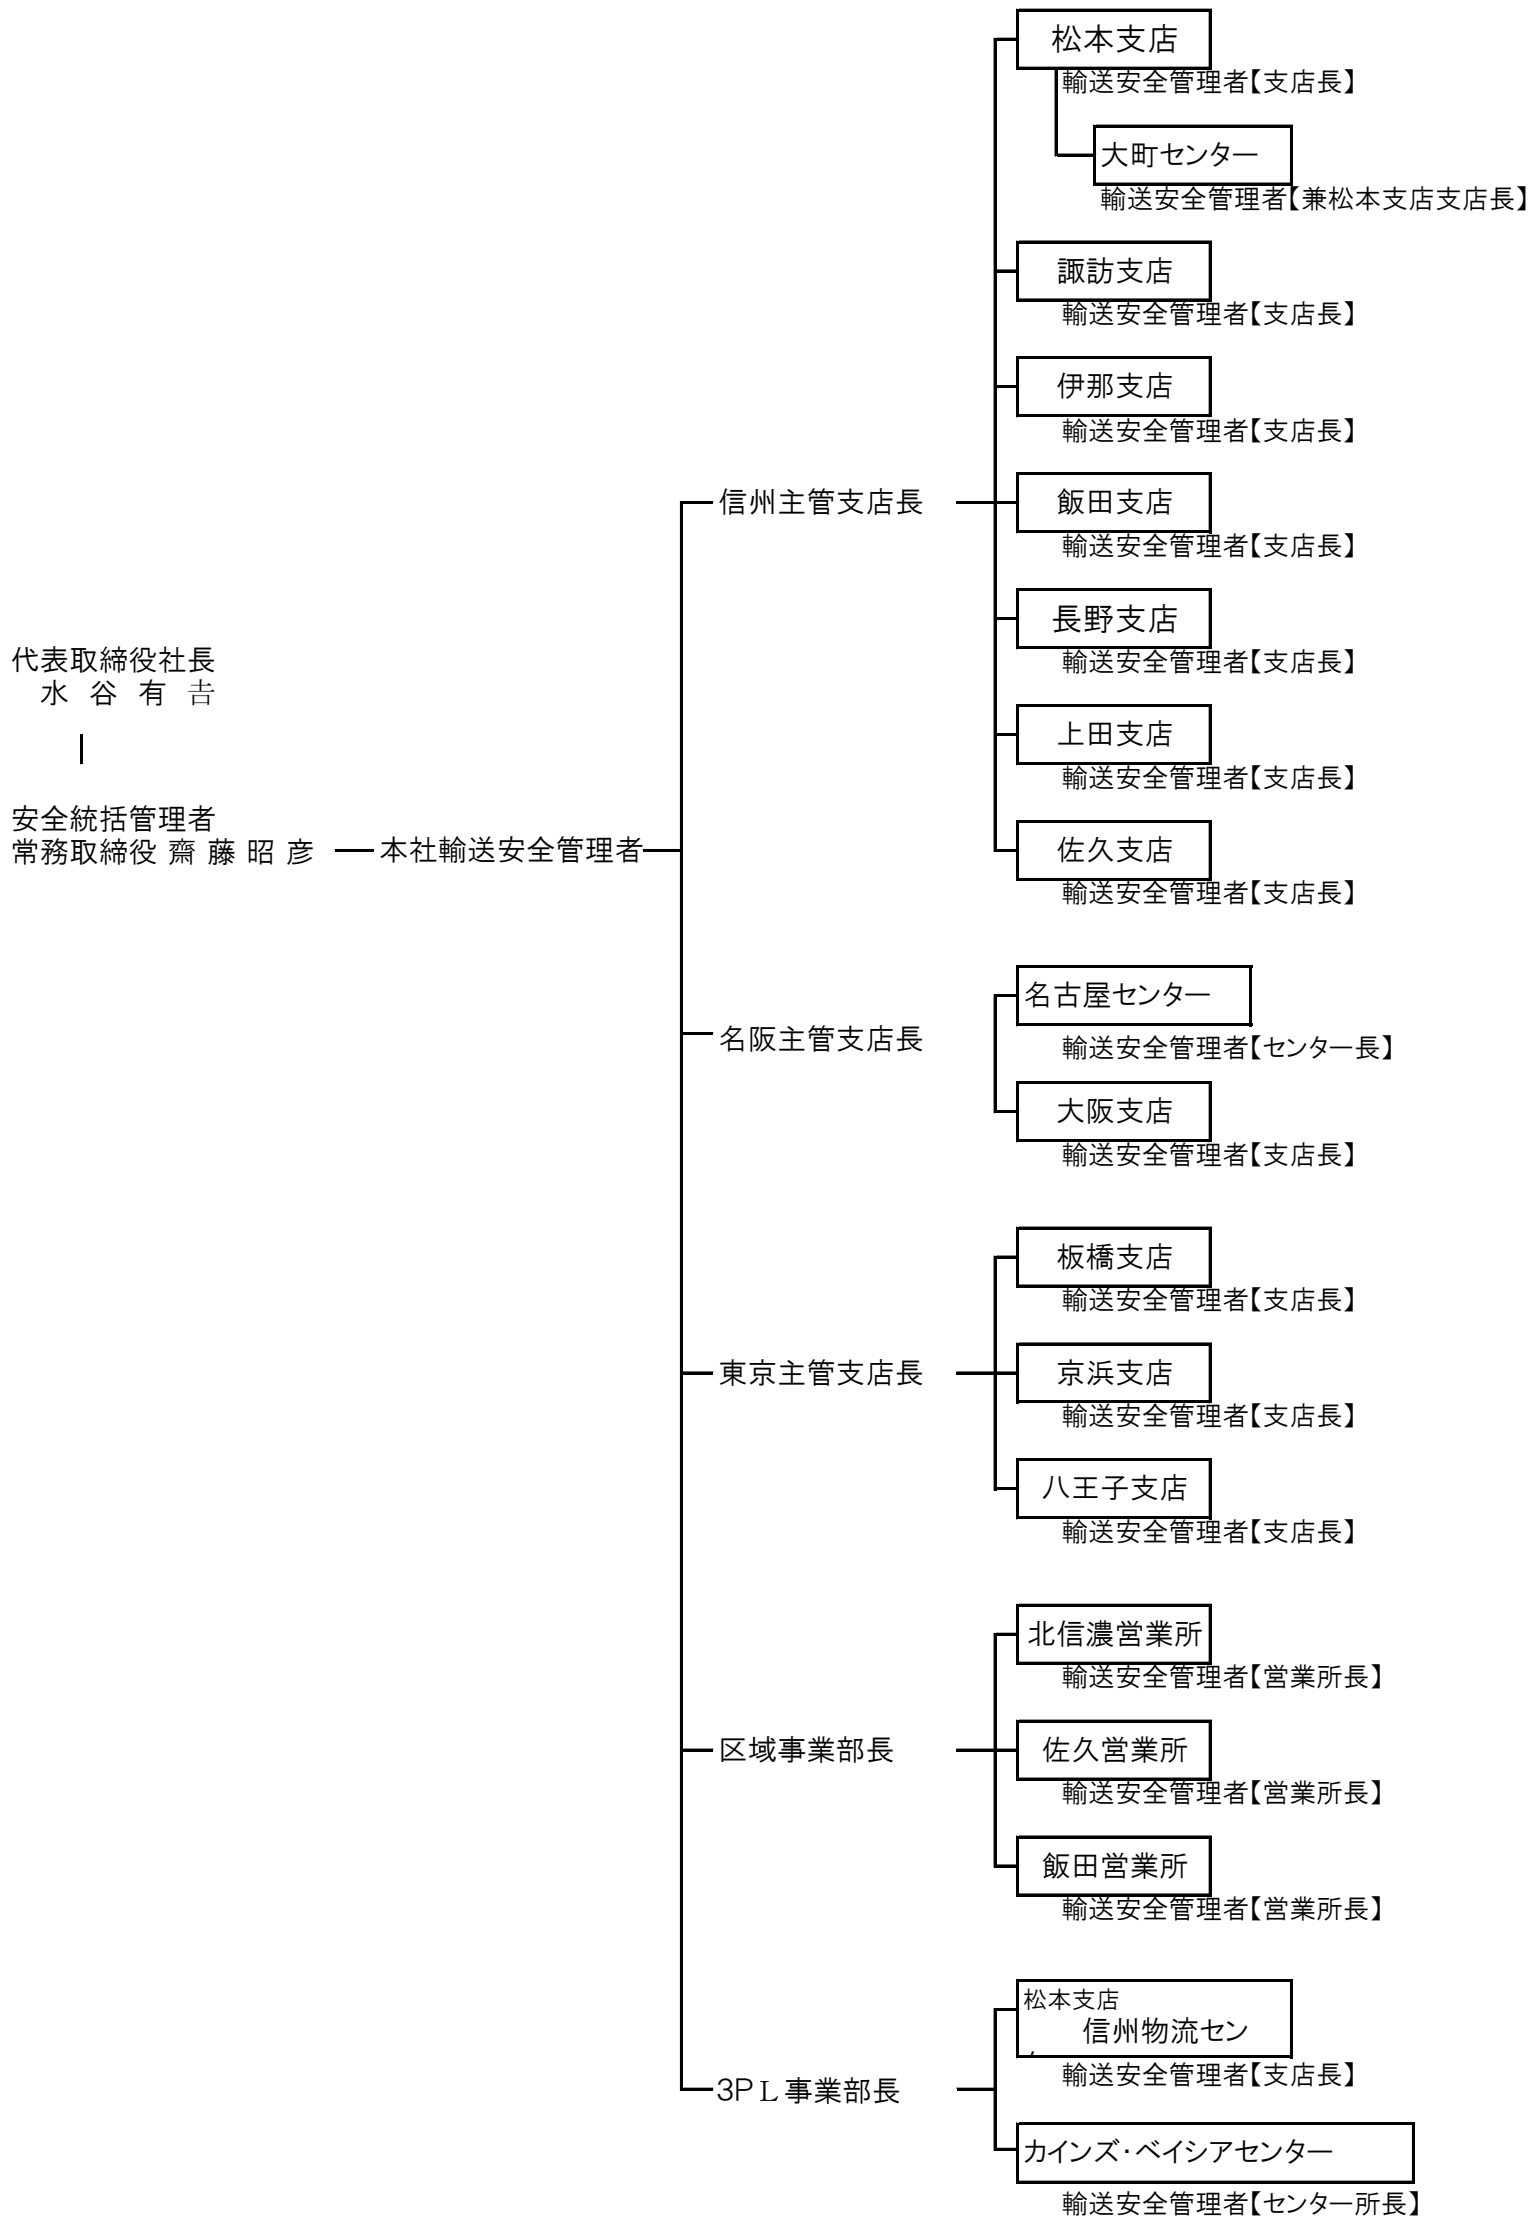 代表取締役社長
水 谷 有 𠮷
安全統括管理者
常務取締役 齋 藤 昭 彦
本社輸送安全管理者
信州主管支店長
松本支店
輸送安全管理者【支店長】
大町センター
輸送安全管理者【兼松本支店支店長】
諏訪支店
輸送安全管理者【支店長】
伊那支店
輸送安全管理者【支店長】
飯田支店
輸送安全管理者【支店長】
長野支店
輸送安全管理者【支店長】
上田支店
輸送安全管理者【支店長】
佐久支店
輸送安全管理者【支店長】
名阪主管支店長
名古屋センター
輸送安全管理者【センター長】
大阪支店
輸送安全管理者【支店長】
東京主管支店長
板橋支店
輸送安全管理者【支店長】
京浜支店
輸送安全管理者【支店長】
八王子支店
輸送安全管理者【支店長】
区域事業部長
北信濃営業所
輸送安全管理者【営業所長】
佐久営業所
輸送安全管理者【営業所長】
飯田営業所
輸送安全管理者【営業所長】
3PL事業部長
松本支店
信州物流セン
輸送安全管理者【支店長】
カインズ・ベイシアセンター
輸送安全管理者【センター所長】